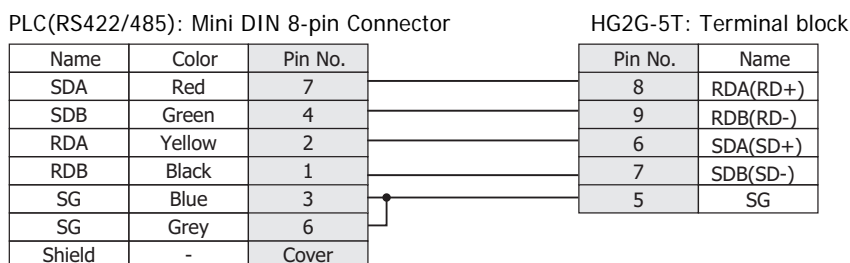 PLC(RS422/485): Mini DIN 8-pin Connector HG2G-5T: Terminal block
Name Color Pin No. Pin No. Name
SDA Red 7 8 RDA(RD+)
SDB Green 4 9 RDB(RD-)
RDA Yellow 2 6 SDA(SD+)
RDB Black 1 7 SDB(SD-)
SG Blue 3 5 SG
SG Grey 6
Shield - Cover